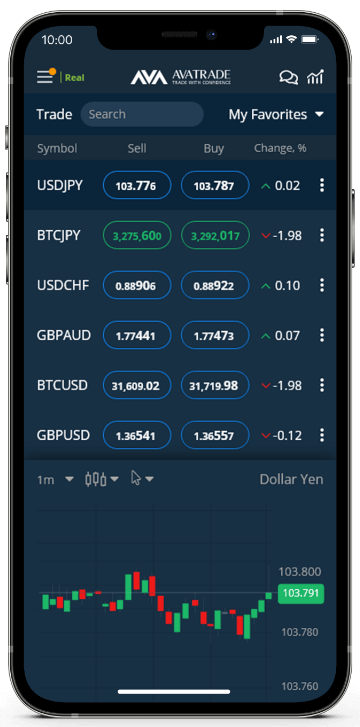 10:00
Real
AVA AVATRADE
TRADE WITH CONFIDENCE
Trade Search My Favorites
Symbol Sell Buy Change, %
USDJPY 103.776 103.787 0.02
BTCJPY 3,275,600 3,292,017 -1.98
USDCHF 0.88906 0.88922 0.10
GBPAUD 1.77441 1.77473 0.07
BTCUSD 31,609.02 31,719.98 -1.98
GBPUSD 1.36541 1.36557 -0.12
1m Dollar Yen
103.800
103.791
103.780
103.760